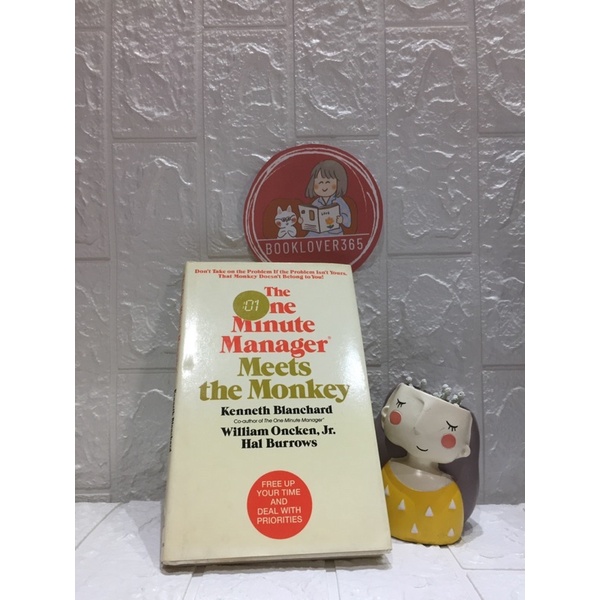 BOOKLOVER365
Don't Take on the Problem If the Problem Isn't Yours.
That Monkey Doesn't Belong to You!
The
:01
One
Minute
Manager®
Meets
the Monkey
Kenneth Blanchard
Co-author of The One Minute Manager®
William Oncken, Jr.
Hal Burrows
FREE UP
YOUR TIME
AND
DEAL WITH
PRIORITIES